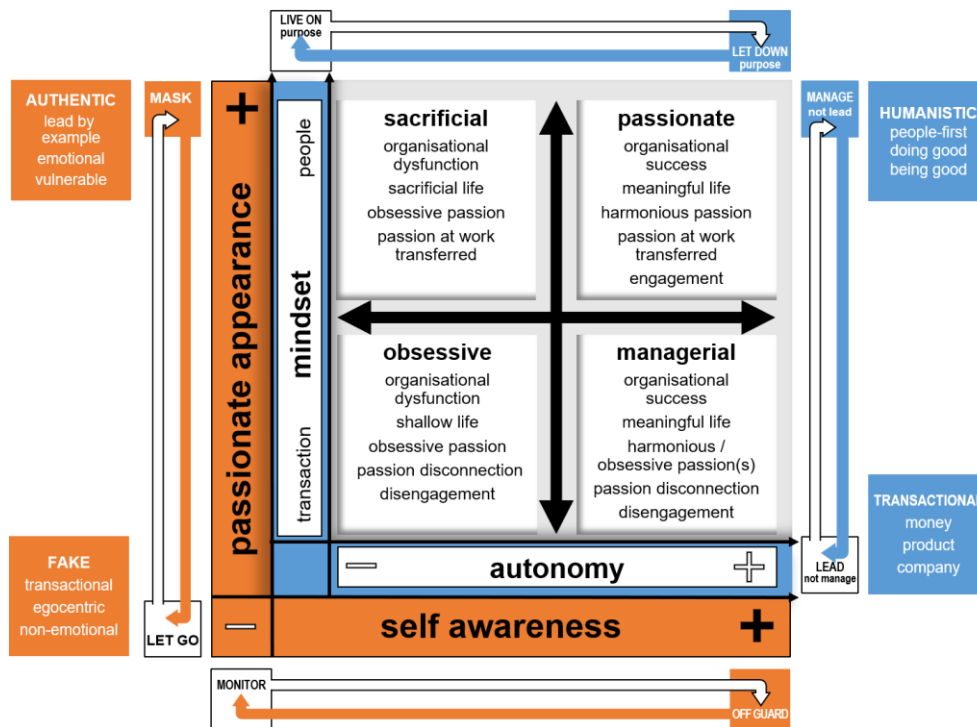 LIVE ON
purpose
LET DOWN
purpose
AUTHENTIC
lead by
example
emotional
vulnerable
MASK
+
passionate appearance
−
people
mindset
transaction
sacrificial
organisational
dysfunction
sacrificial life
obsessive passion
passion at work
transferred
passionate
organisational
success
meaningful life
harmonious passion
passion at work
transferred
engagement
MANAGE
not lead
HUMANISTIC
people-first
doing good
being good
obsessive
organisational
dysfunction
shallow life
obsessive passion
passion disconnection
disengagement
managerial
organisational
success
meaningful life
harmonious /
obsessive passion(s)
passion disconnection
disengagement
FAKE
transactional
egocentric
non-emotional
LET GO
− autonomy +
self awareness +
LEAD
not manage
TRANSACTIONAL
money
product
company
MONITOR
OFF GUARD